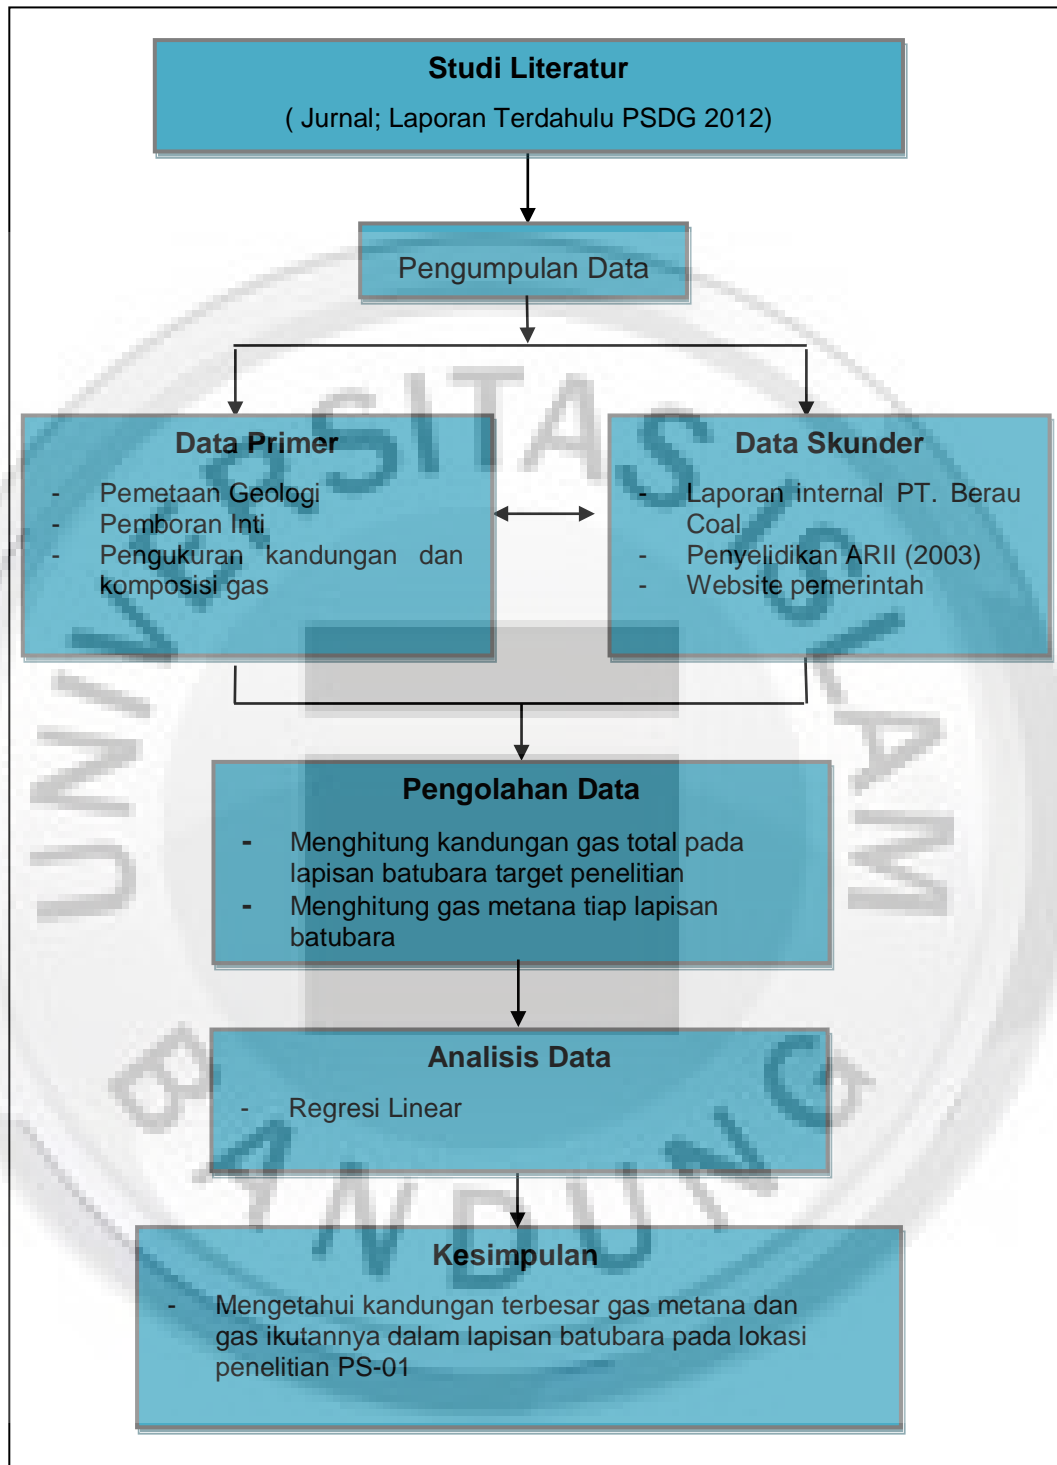 Studi Literatur
( Jurnal; Laporan Terdahulu PSDG 2012)
Pengumpulan Data
Data Primer
- Pemetaan Geologi
- Pemboran Inti
- Pengukuran kandungan dan
komposisi gas
Data Skunder
- Laporan internal PT. Berau
Coal
- Penyelidikan ARII (2003)
- Website pemerintah
Pengolahan Data
- Menghitung kandungan gas total pada
lapisan batubara target penelitian
- Menghitung gas metana tiap lapisan
batubara
Analisis Data
- Regresi Linear
Kesimpulan
- Mengetahui kandungan terbesar gas metana dan
gas ikutannya dalam lapisan batubara pada lokasi
penelitian PS-01
UNIVERSITAS ISLAM
BANDUNG